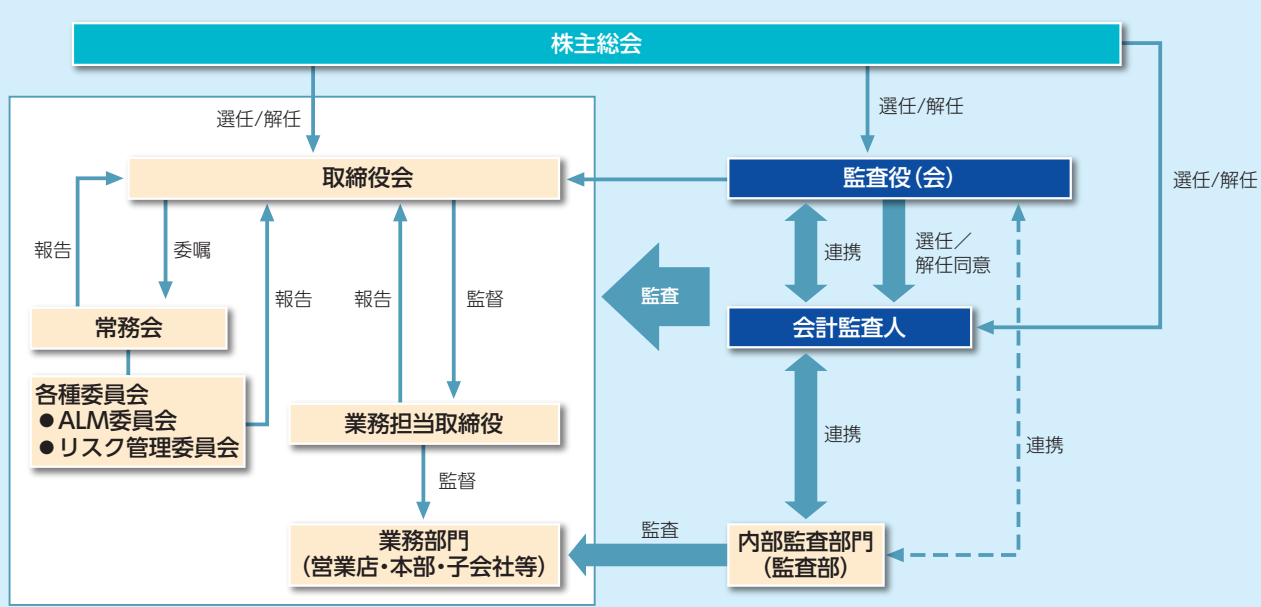 株主総会
選任/解任
選任/解任
選任/解任
取締役会
監査役(会)
報告
委嘱
報告
報告
監督
連携
選任／
解任同意
監査
常務会
会計監査人
各種委員会
●ALM委員会
●リスク管理委員会
業務担当取締役
連携
連携
監督
業務部門
(営業店・本部・子会社等)
監査
内部監査部門
(監査部)